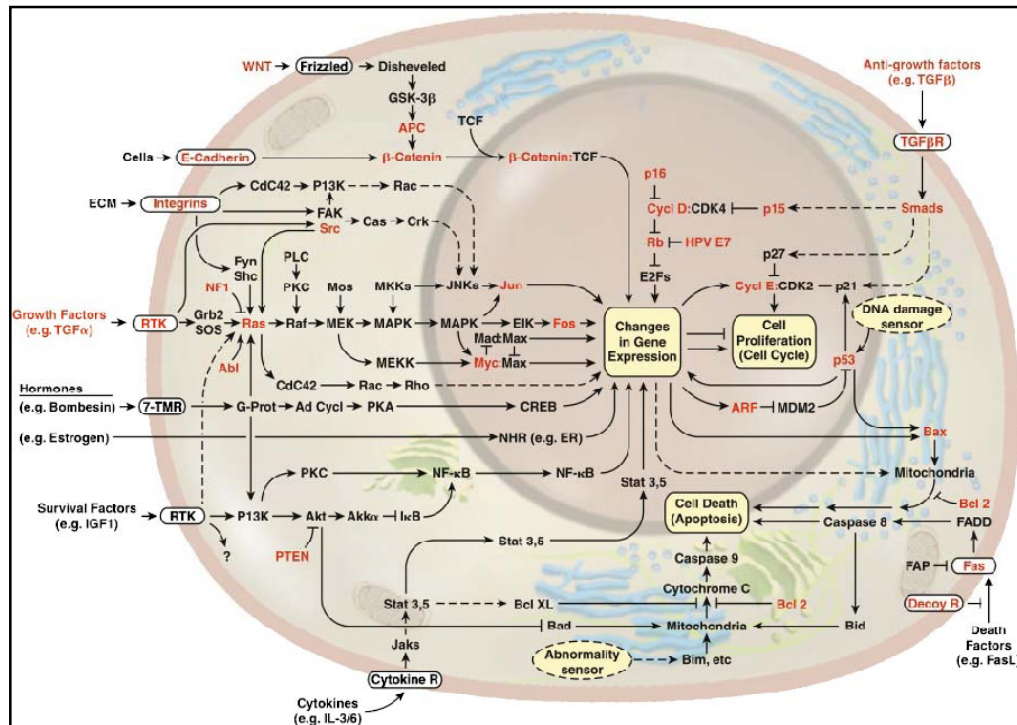 WNT
Frizzled
Disheveled
GSK-3β
APC
TCF
Cells
E-Cadherin
β-Catenin
β-Catenin:TCF
Anti-growth factors
(e.g. TGFβ)
TGFβR
p16
Cycl D:CDK4
p15
Smads
Rb
HPV E7
E2Fs
p27
Cycl E:CDK2
p21
DNA damage
sensor
CdC42
P13K
Rac
ECM
Integrins
FAK
Src
Cas
Crk
Fyn
Shc
PLC
NF1
PKC
Mos
MKKs
JNKs
Jun
Growth Factors
(e.g. TGFα)
RTK
Grb2
SOS
Ras
Raf
MEK
MAPK
MAPK
ElK
Fos
Mad:Max
MEKK
Myc:Max
Abl
CdC42
Rac
Rho
Changes
in Gene
Expression
Cell
Proliferation
(Cell Cycle)
p53
Hormones
(e.g. Bombesin)
7-TMR
G-Prot
Ad Cycl
PKA
CREB
ARF
MDM2
(e.g. Estrogen)
NHR (e.g. ER)
Bax
PKC
NF-κB
NF-κB
Stat 3,5
Mitochondria
Survival Factors
(e.g. IGF1)
RTK
P13K
Akt
Akkα
IκB
Cell Death
(Apoptosis)
Bcl 2
Caspase 8
FADD
?
PTEN
Stat 3,5
Caspase 9
FAP
Fas
Cytochrome C
Stat 3,5
Bcl XL
Bcl 2
Decoy R
Bad
Mitochondria
Bid
Death
Factors
(e.g. FasL)
Jaks
Abnormality
sensor
Bim, etc
Cytokine R
Cytokines
(e.g. IL-3/6)